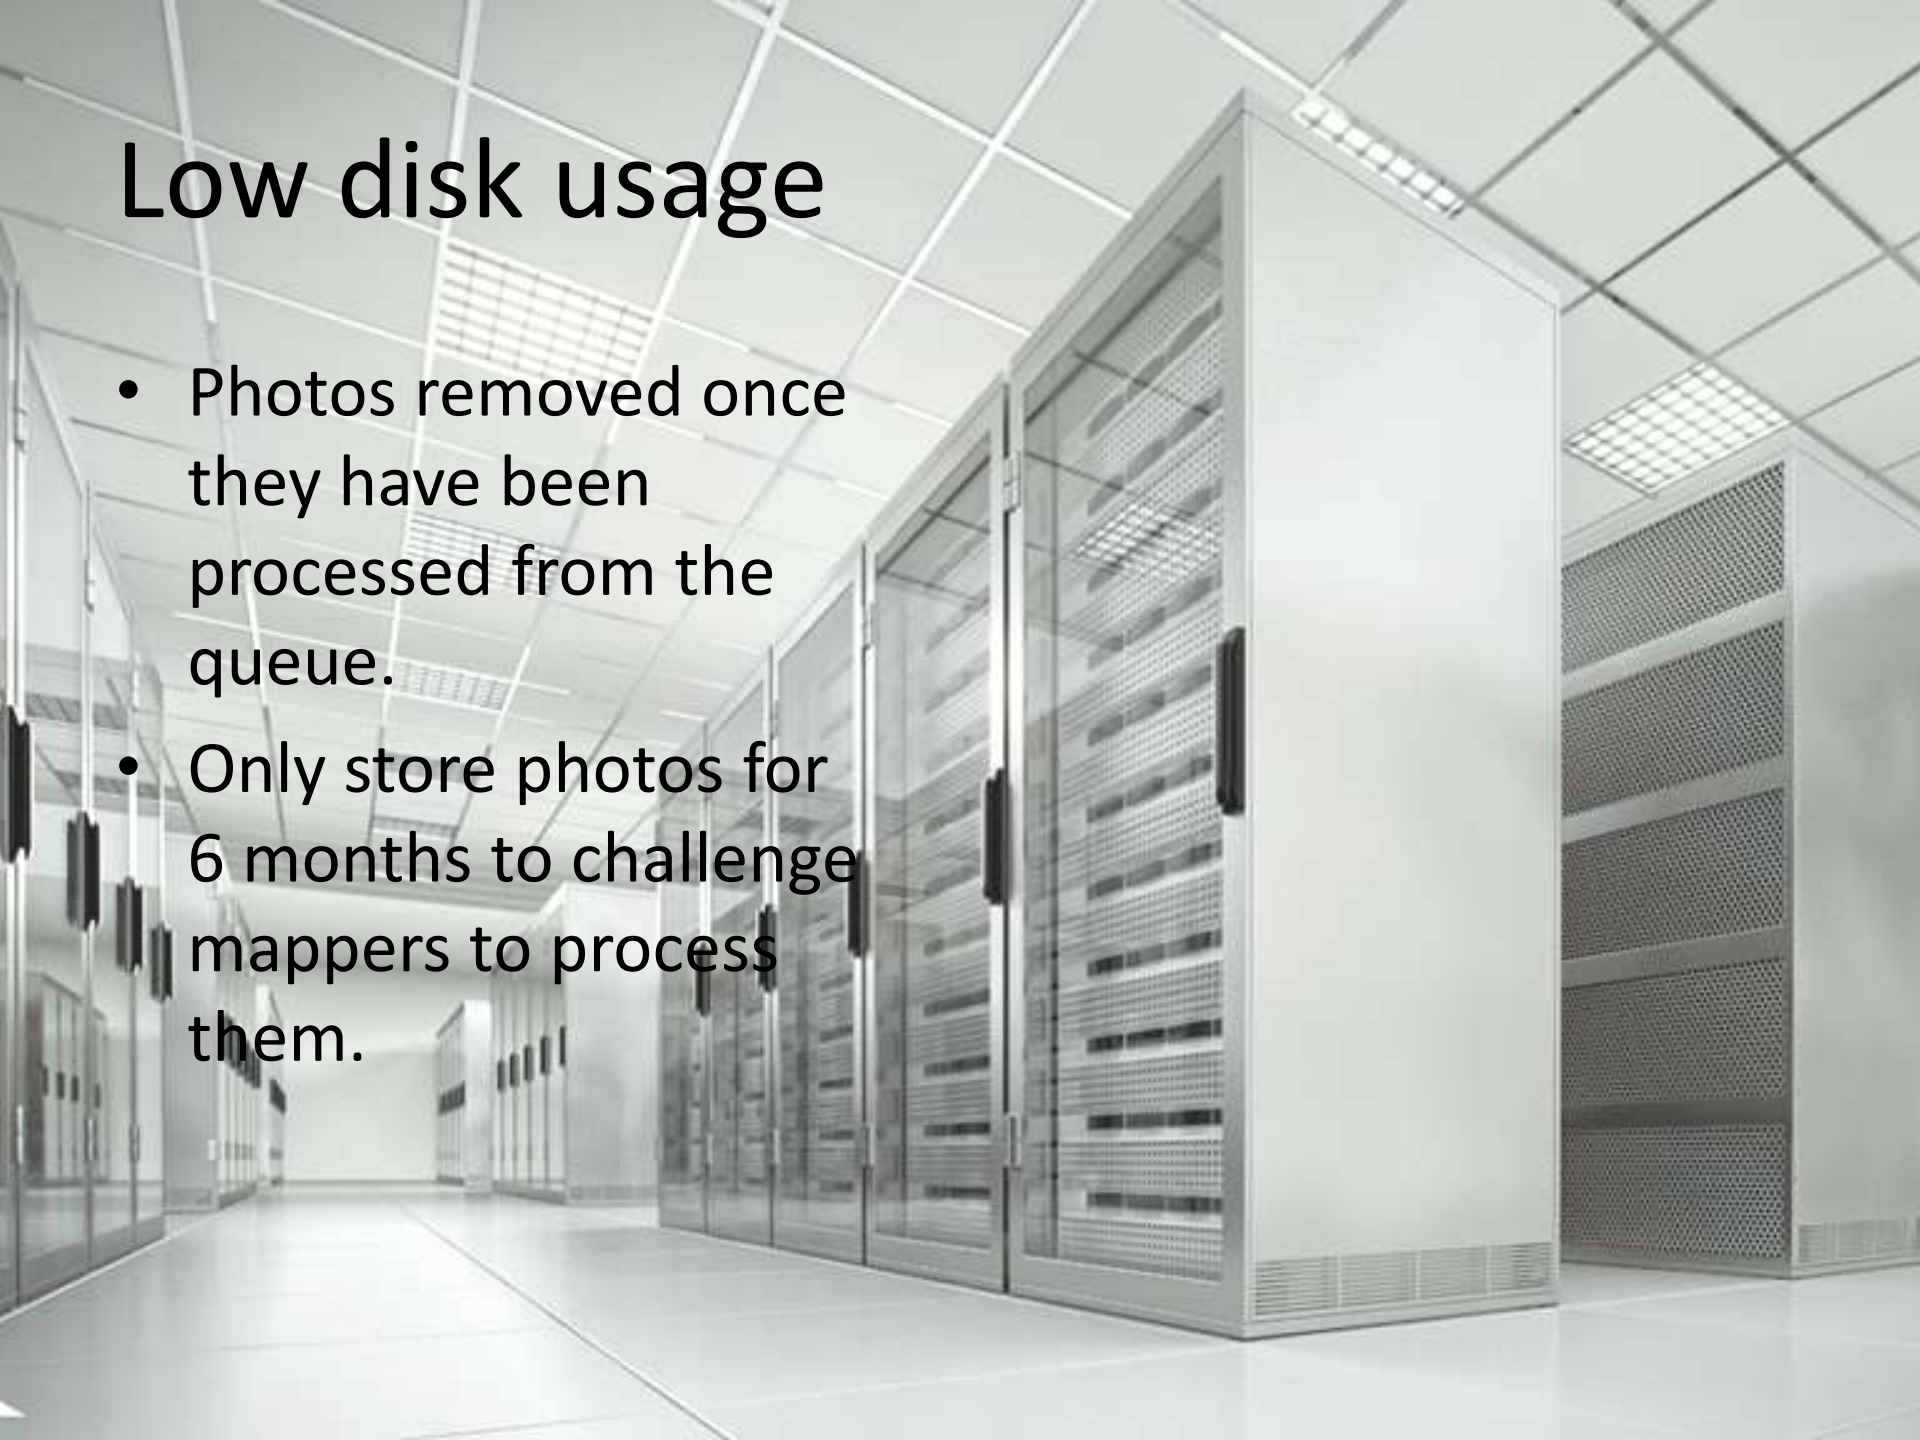 Low disk usage
• Photos removed once
they have been
processed from the
queue.
• Only store photos for
6 months to challenge
mappers to process
them.